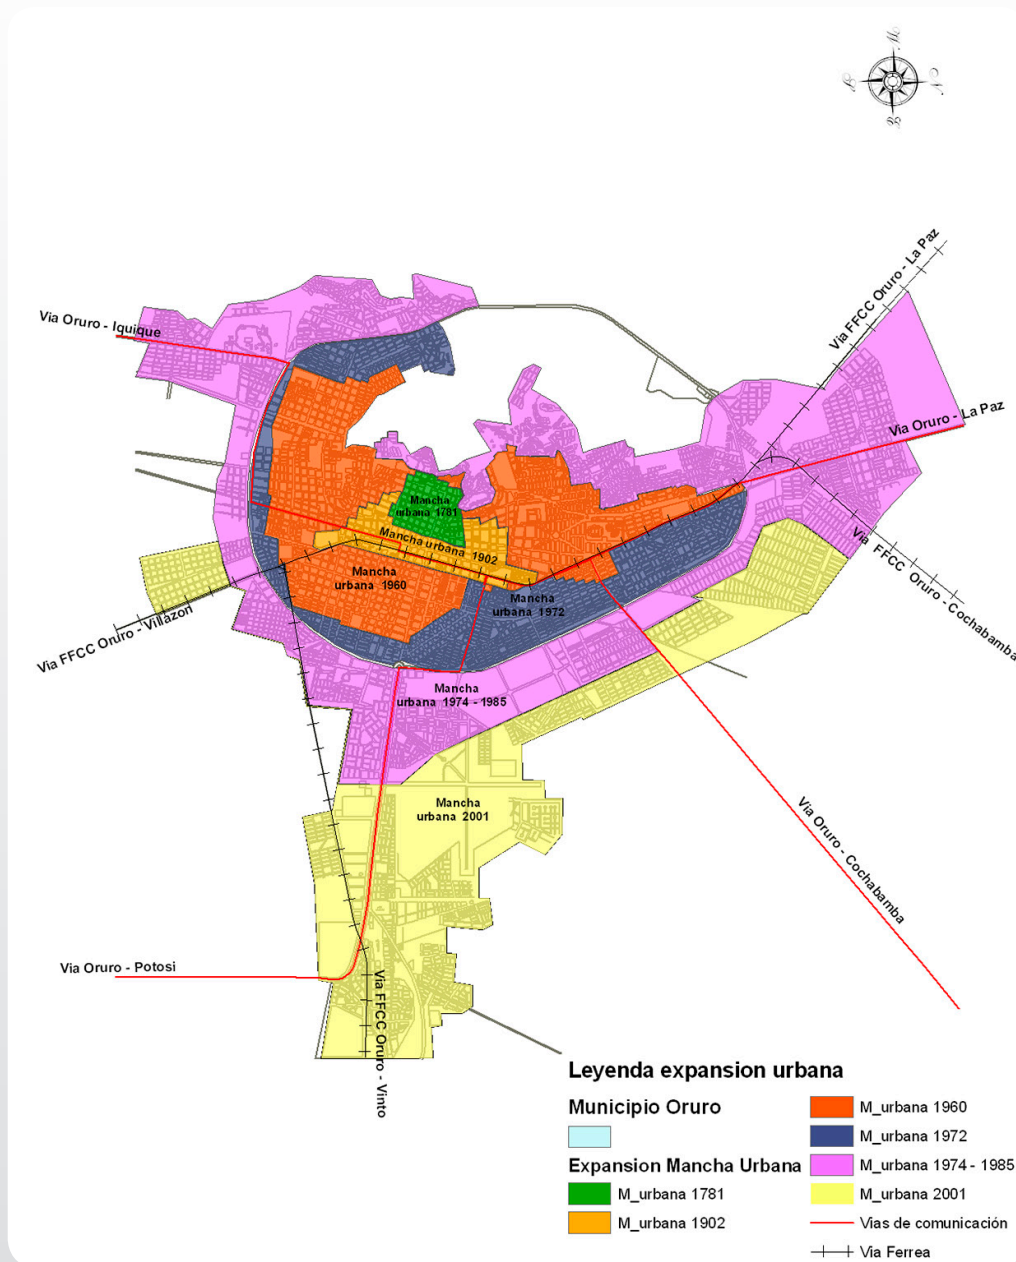 M
N
S
E
Via FFCC Oruro - La Paz
Via Oruro - Iquique
Via Oruro - La Paz
Mancha
urbana 1781
Mancha urbana 1902
Mancha
urbana 1960
Mancha
urbana 1972
Via FFCC Oruro - Cochabamba
Via FFCC Oruro - Villazon
Mancha
urbana 1974 - 1985
Mancha
urbana 2001
Via Oruro - Cochabamba
Via Oruro - Potosi
Via FFCC Oruro - Vinto
Leyenda expansion urbana
Municipio Oruro
Expansion Mancha Urbana
M_urbana 1781
M_urbana 1902
M_urbana 1960
M_urbana 1972
M_urbana 1974 - 1985
M_urbana 2001
Vias de comunicación
Via Ferrea